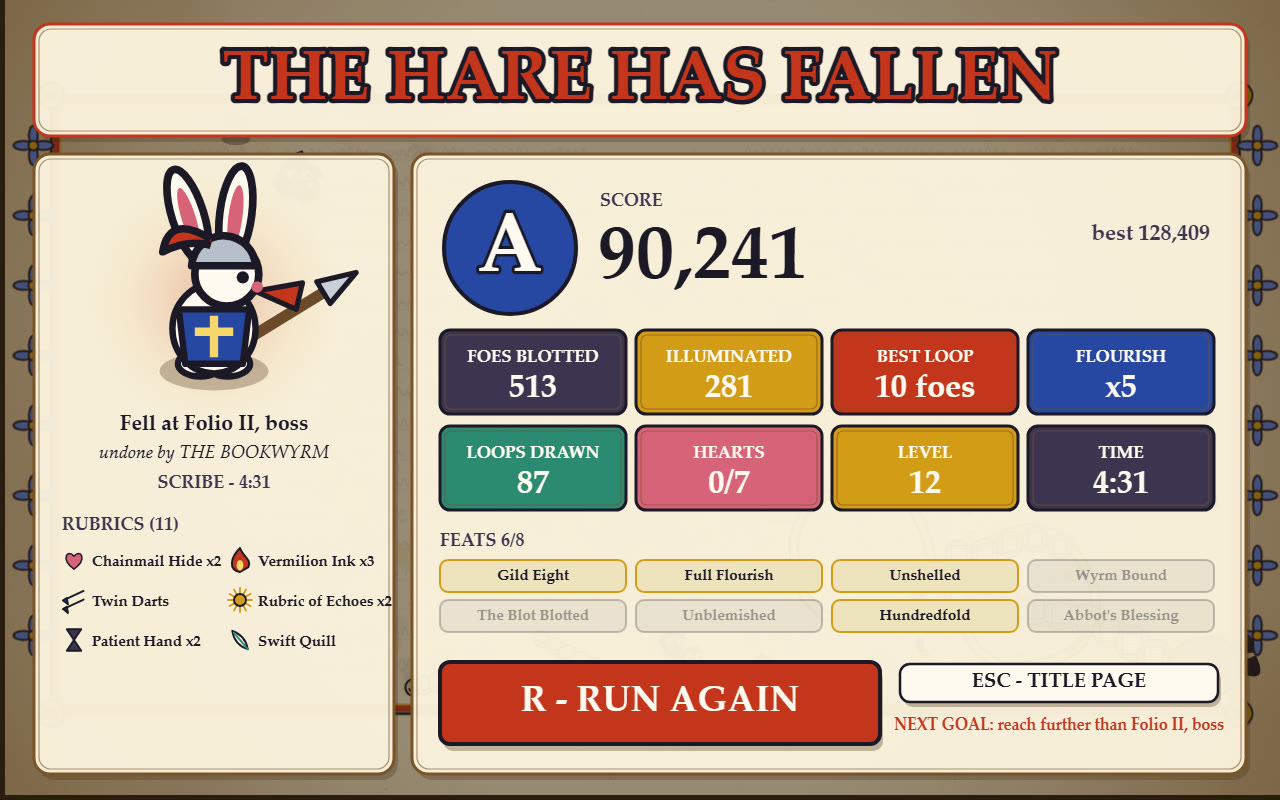 THE HARE HAS FALLEN
Fell at Folio II, boss
undone by THE BOOKWYRM
SCRIBE - 4:31
RUBRICS (11)
Chainmail Hide x2
Vermilion Ink x3
Twin Darts
Rubric of Echoes x2
Patient Hand x2
Swift Quill
A
SCORE
90,241
best 128,409
FOES BLOTTED
513
ILLUMINATED
281
BEST LOOP
10 foes
FLOURISH
x5
LOOPS DRAWN
87
HEARTS
0/7
LEVEL
12
TIME
4:31
FEATS 6/8
Gild Eight
Full Flourish
Unshelled
Wyrm Bound
The Blot Blotted
Unblemished
Hundredfold
Abbot's Blessing
R - RUN AGAIN
ESC - TITLE PAGE
NEXT GOAL: reach further than Folio II, boss